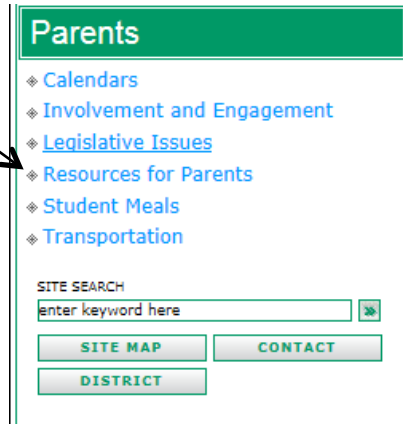 Parents
Calendars
Involvement and Engagement
Legislative Issues
Resources for Parents
Student Meals
Transportation
SITE SEARCH
enter keyword here
SITE MAP CONTACT
DISTRICT